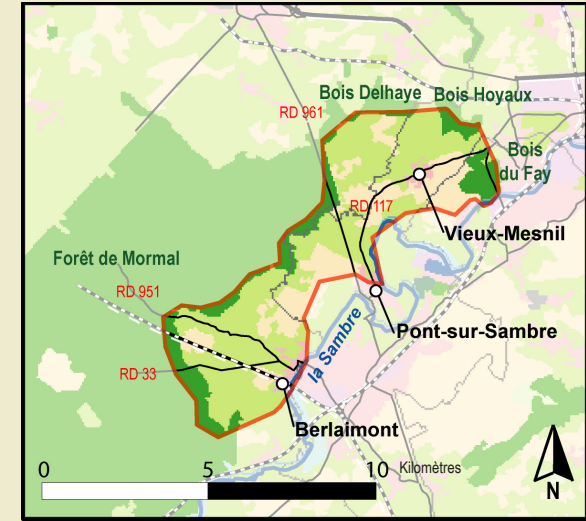 Bois Delhaye
Bois Hoyaux
RD 961
Bois
du Fay
RD 117
Vieux-Mesnil
Forêt de Mormal
RD 951
Pont-sur-Sambre
la Sambre
RD 33
Berlaimont
0
5
10
Kilomètres
N